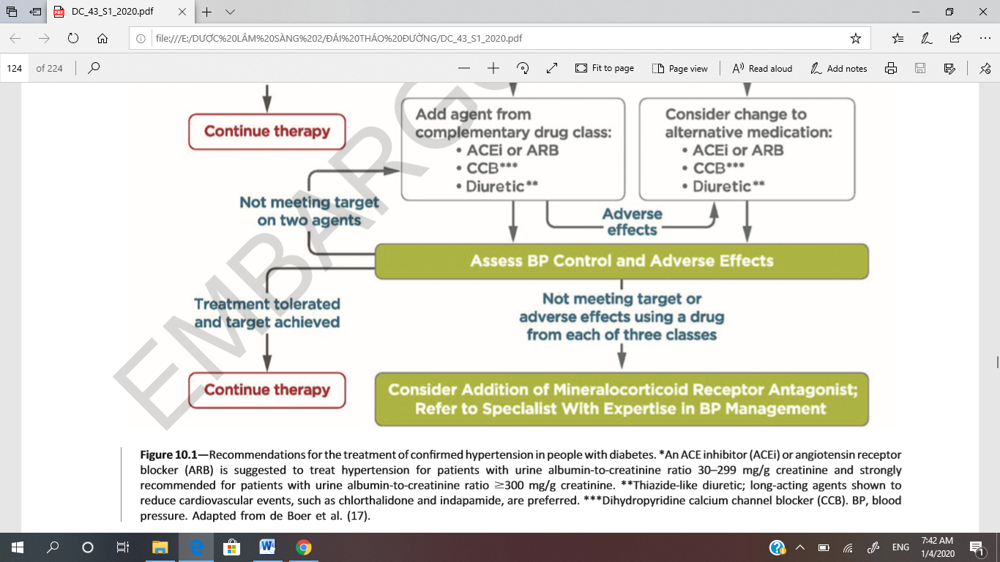 DC_43_S1_2020.pdf
file:///E:/DƯỢC%20LÂM%20SÀNG%202/ĐÁI%20THÁO%20ĐƯỜNG/DC_43_S1_2020.pdf
124 of 224
Fit to page
Page view
Read aloud
Add notes
Continue therapy
Add agent from
complementary drug class:
• ACEi or ARB
• CCB***
• Diuretic**
Consider change to
alternative medication:
• ACEi or ARB
• CCB***
• Diuretic**
Not meeting target
on two agents
Adverse
effects
Assess BP Control and Adverse Effects
Treatment tolerated
and target achieved
Not meeting target or
adverse effects using a drug
from each of three classes
Continue therapy
Consider Addition of Mineralocorticoid Receptor Antagonist;
Refer to Specialist With Expertise in BP Management
EMBARG
Figure 10.1—Recommendations for the treatment of confirmed hypertension in people with diabetes. *An ACE inhibitor (ACEi) or angiotensin receptor
blocker (ARB) is suggested to treat hypertension for patients with urine albumin-to-creatinine ratio 30–299 mg/g creatinine and strongly
recommended for patients with urine albumin-to-creatinine ratio ≥300 mg/g creatinine. **Thiazide-like diuretic; long-acting agents shown to
reduce cardiovascular events, such as chlorthalidone and indapamide, are preferred. ***Dihydropyridine calcium channel blocker (CCB). BP, blood
pressure. Adapted from de Boer et al. (17).
ENG
7:42 AM
1/4/2020
1